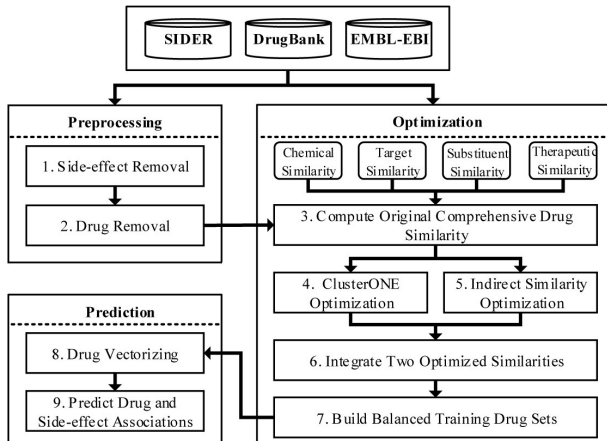 SIDER DrugBank EMBL-EBI
Preprocessing
1. Side-effect Removal
2. Drug Removal
Optimization
Chemical
Similarity
Target
Similarity
Substituent
Similarity
Therapeutic
Similarity
3. Compute Original Comprehensive Drug
Similarity
4. ClusterONE
Optimization
5. Indirect Similarity
Optimization
6. Integrate Two Optimized Similarities
7. Build Balanced Training Drug Sets
Prediction
8. Drug Vectorizing
9. Predict Drug and
Side-effect Associations